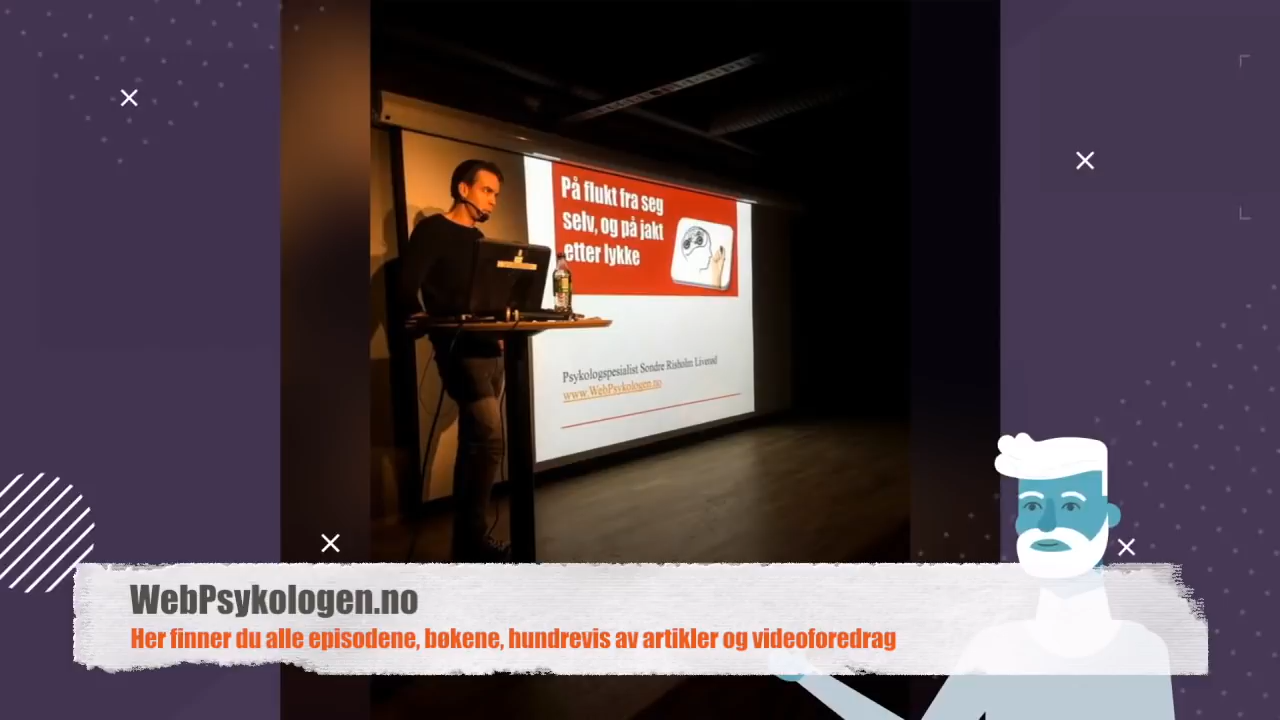 På flukt fra seg
selv, og på jakt
etter lykke
Psykologspesialist Sondre Risholm Liverød
www.WebPsykologen.no
WebPsykologen.no
Her finner du alle episodene, bøkene, hundrevis av artikler og videoforedrag